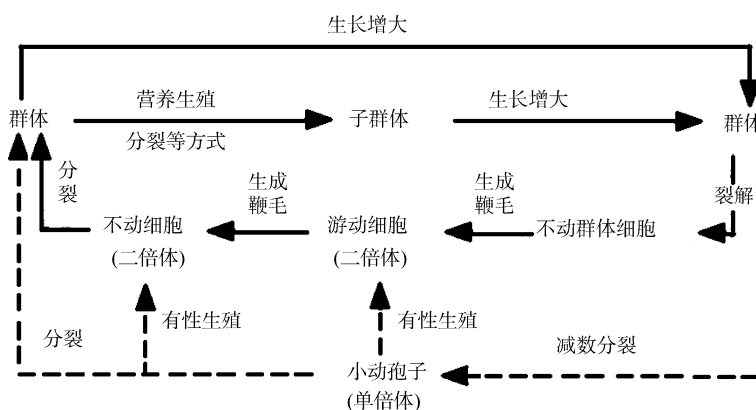 生长增大
群体
营养生殖
分裂等方式
子群体
生长增大
群体
分
裂
不动细胞
(二倍体)
生成
鞭毛
游动细胞
(二倍体)
生成
鞭毛
不动群体细胞
裂解
分裂
有性生殖
有性生殖
减数分裂
小动孢子
(单倍体)